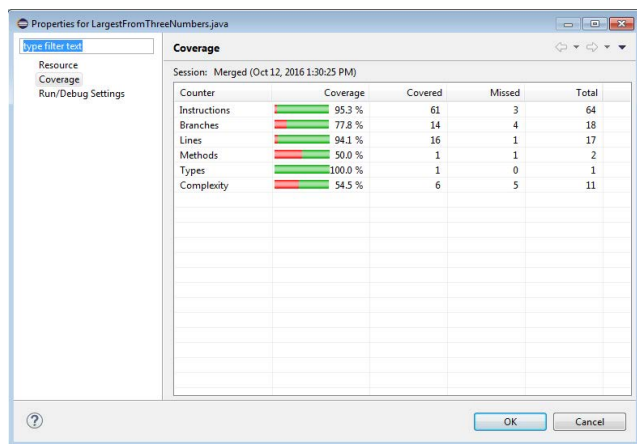 Properties for LargestFromThreeNumbers.java
type filter text
Resource
Coverage
Run/Debug Settings
Coverage
Session: Merged (Oct 12, 2016 1:30:25 PM)
Counter Coverage Covered Missed Total
Instructions 95.3 % 61 3 64
Branches 77.8 % 14 4 18
Lines 94.1 % 16 1 17
Methods 50.0 % 1 1 2
Types 100.0 % 1 0 1
Complexity 54.5 % 6 5 11
?
OK Cancel